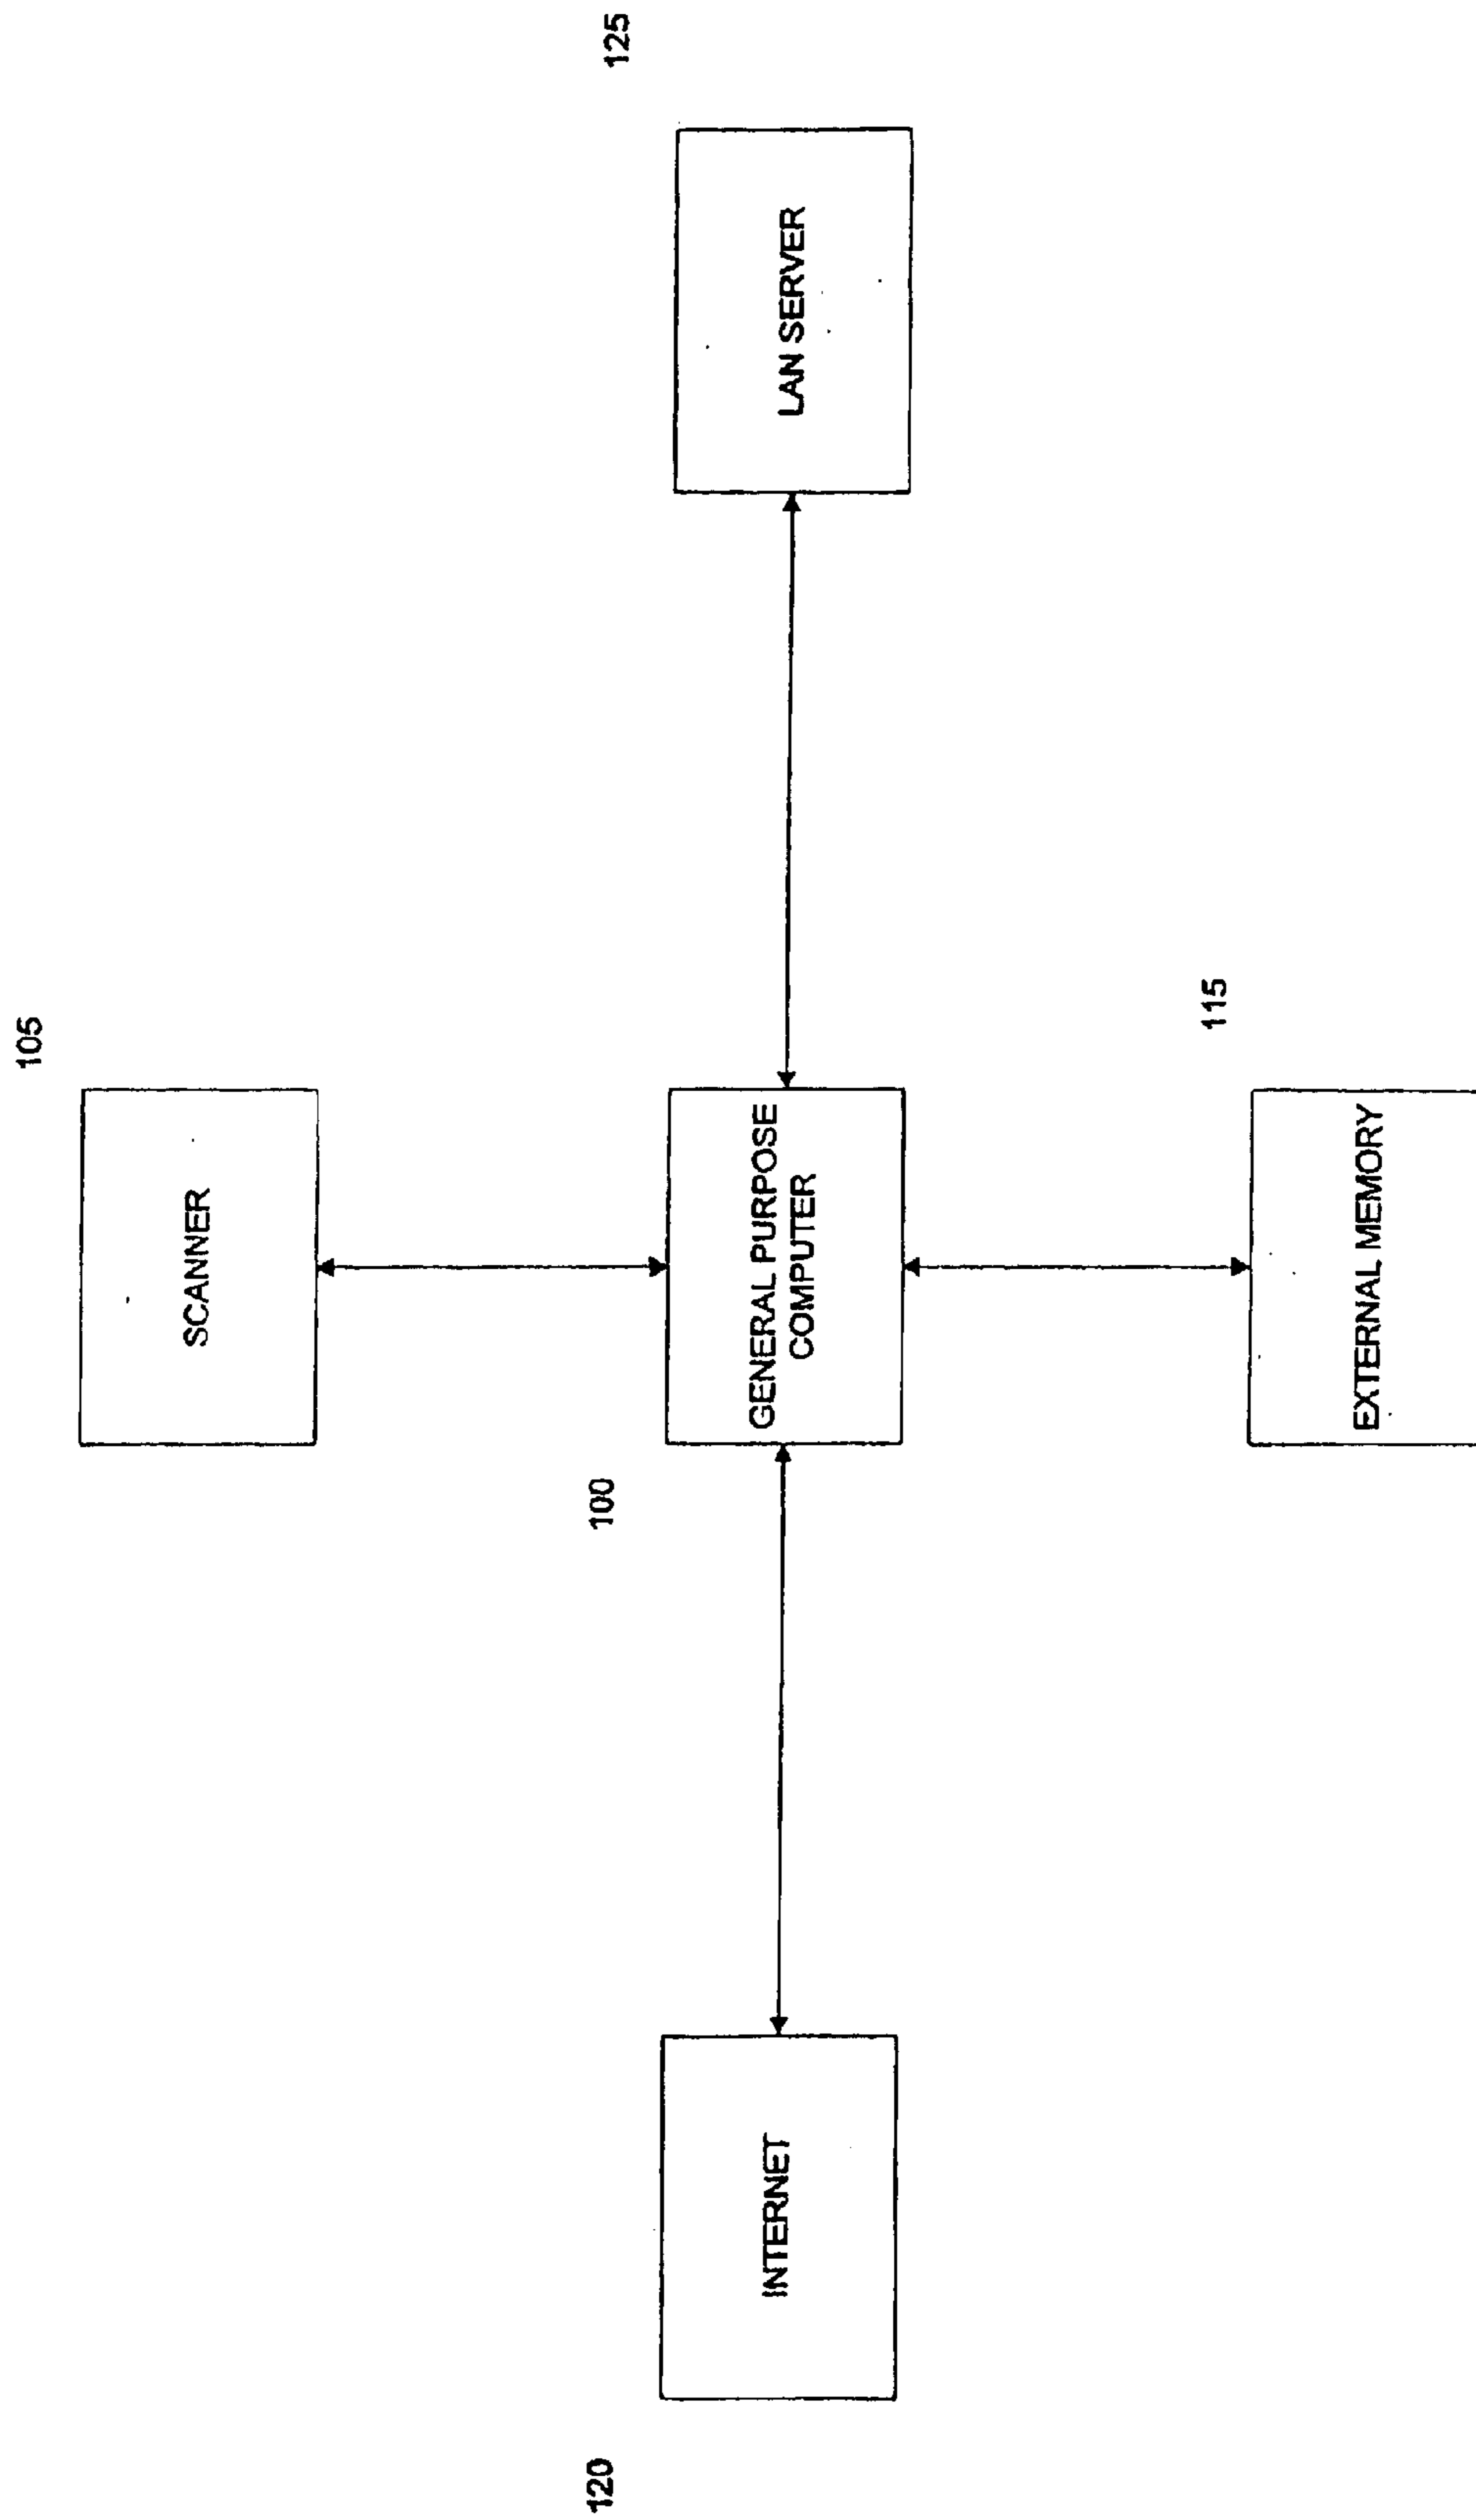 105
SCANNER
120
INTERNET
100
GENERAL PURPOSE
COMPUTER
125
LAN SERVER
115
EXTERNAL MEMORY